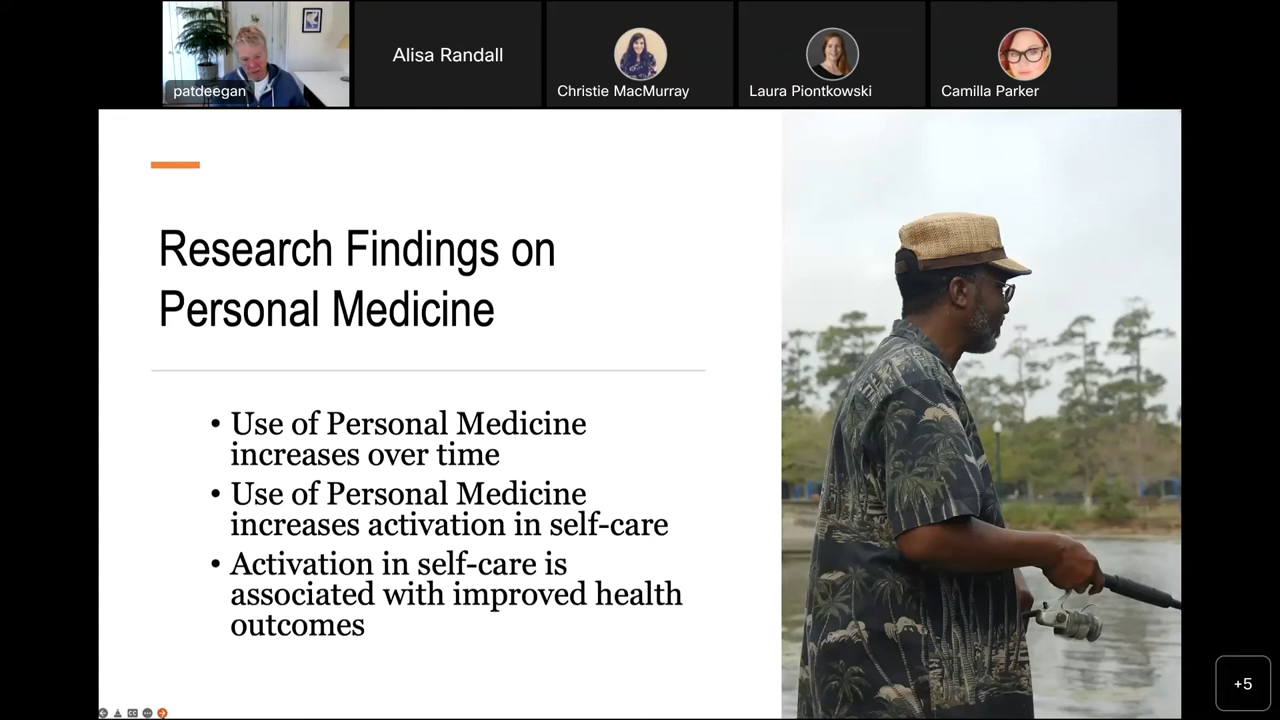 patdeegan
Alisa Randall
Christie MacMurray
Laura Piontkowski
Camilla Parker
Research Findings on
Personal Medicine
• Use of Personal Medicine
increases over time
• Use of Personal Medicine
increases activation in self-care
• Activation in self-care is
associated with improved health
outcomes
+5